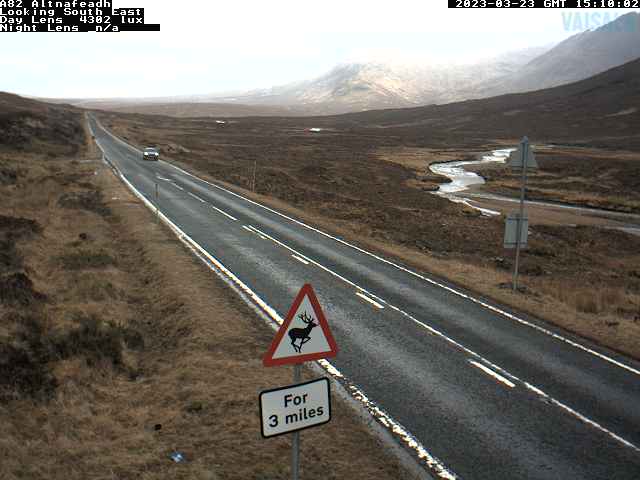 A82 Altnafeadh
2023-03-23 GMT 15:10:02
Looking South East
Day Lens 4302 lux
Night Lens n/a
VAISALA
For
3 miles